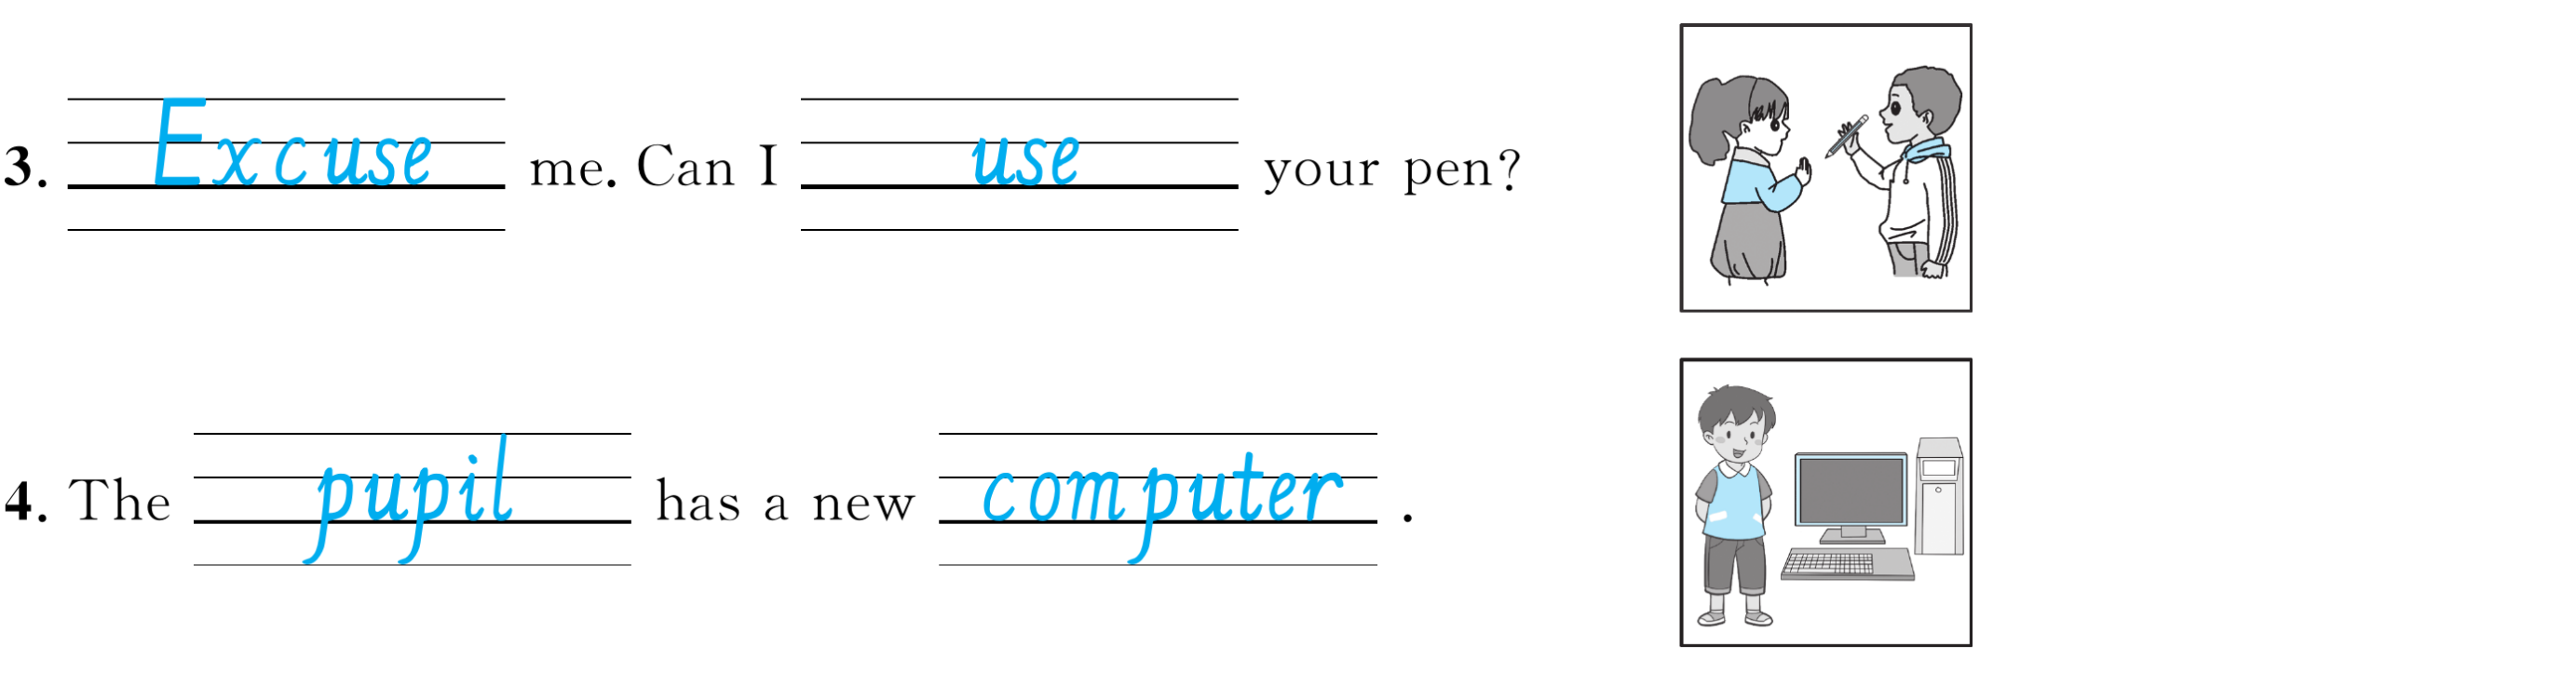 3. Excuse me. Can I use your pen?
4. The pupil has a new computer .